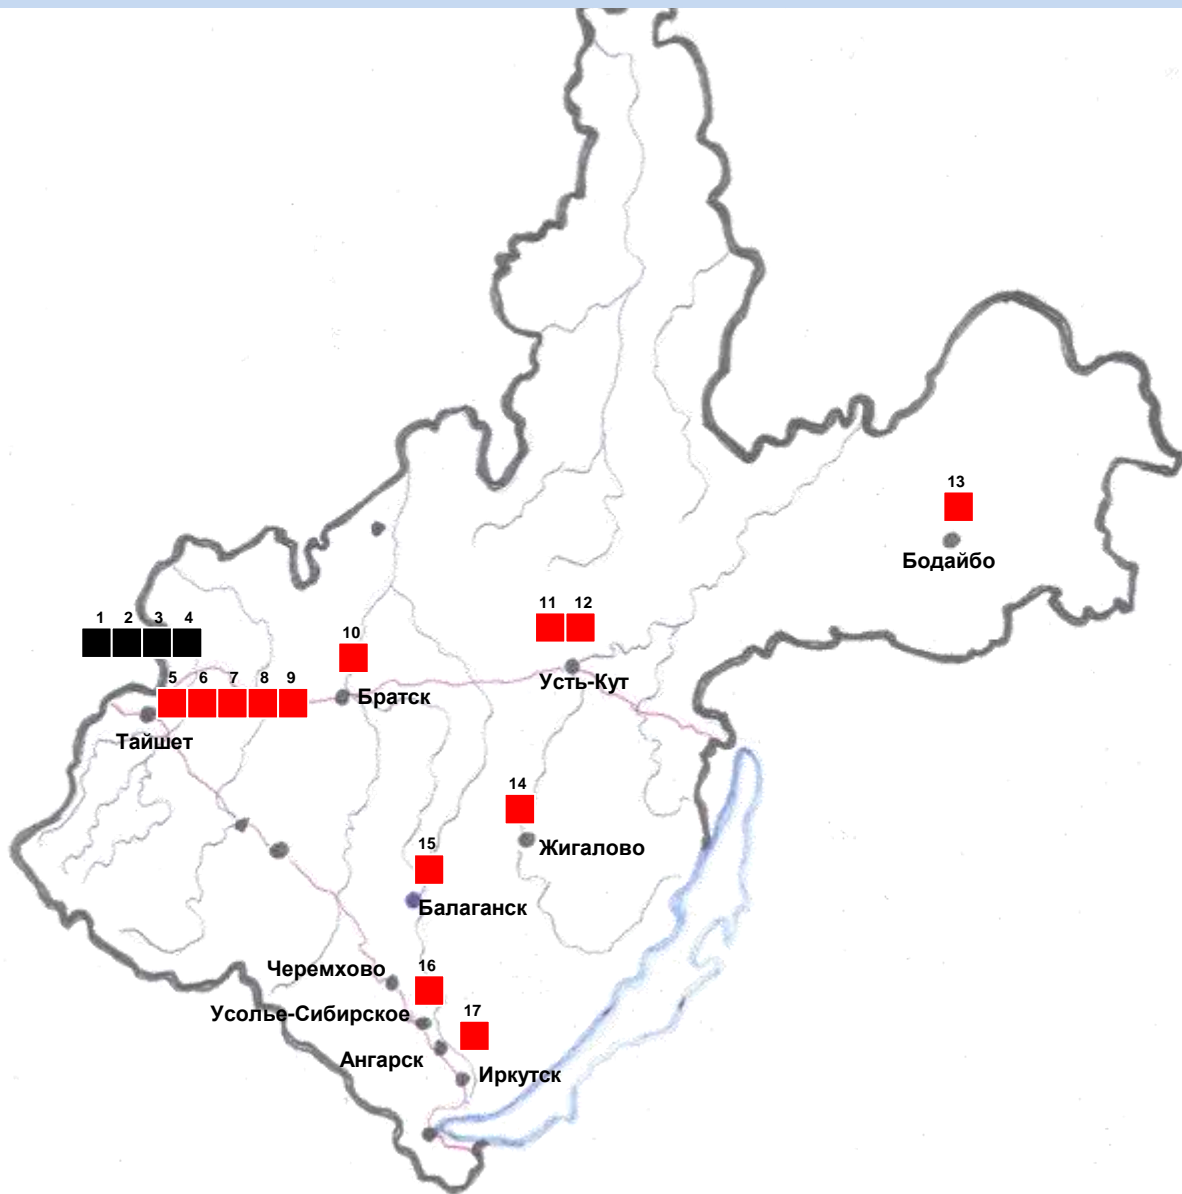 13
Бодайбо
1 2 3 4
11 12
10
5 6 7 8 9
Усть-Кут
Братск
Тайшет
14
Жигалово
15
Балаганск
Черемхово
16
Усолье-Сибирское
17
Ангарск
Иркутск